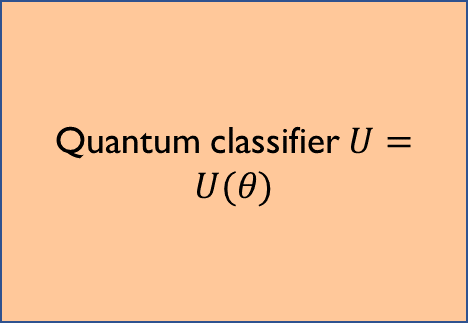 Quantum classifier 𝑈 =
𝑈(𝜃)